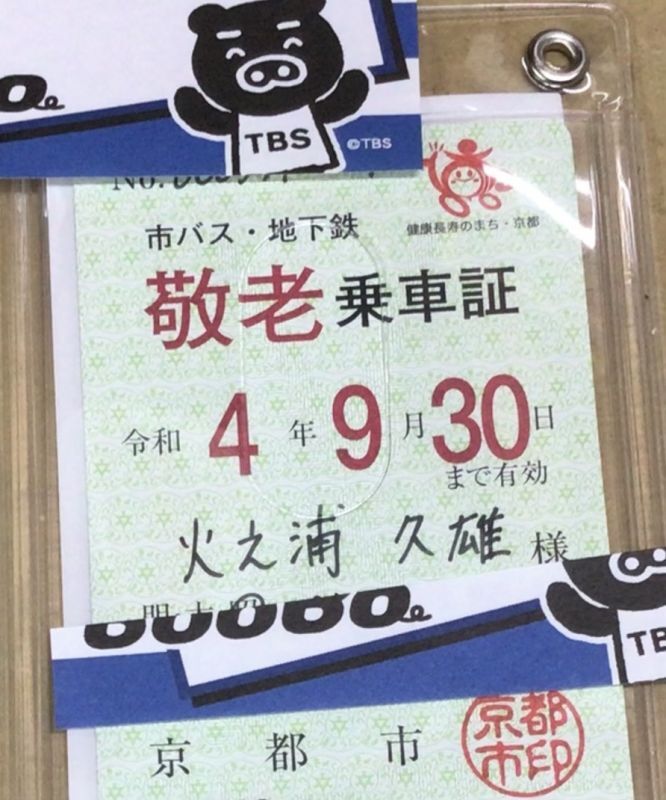 TBS
©TBS
No.
健康長寿のまち・京都
市バス・地下鉄
敬老乗車証
令和4年9月30日
まで有効
火之浦 久雄 様
TB
京都市
京都
市印